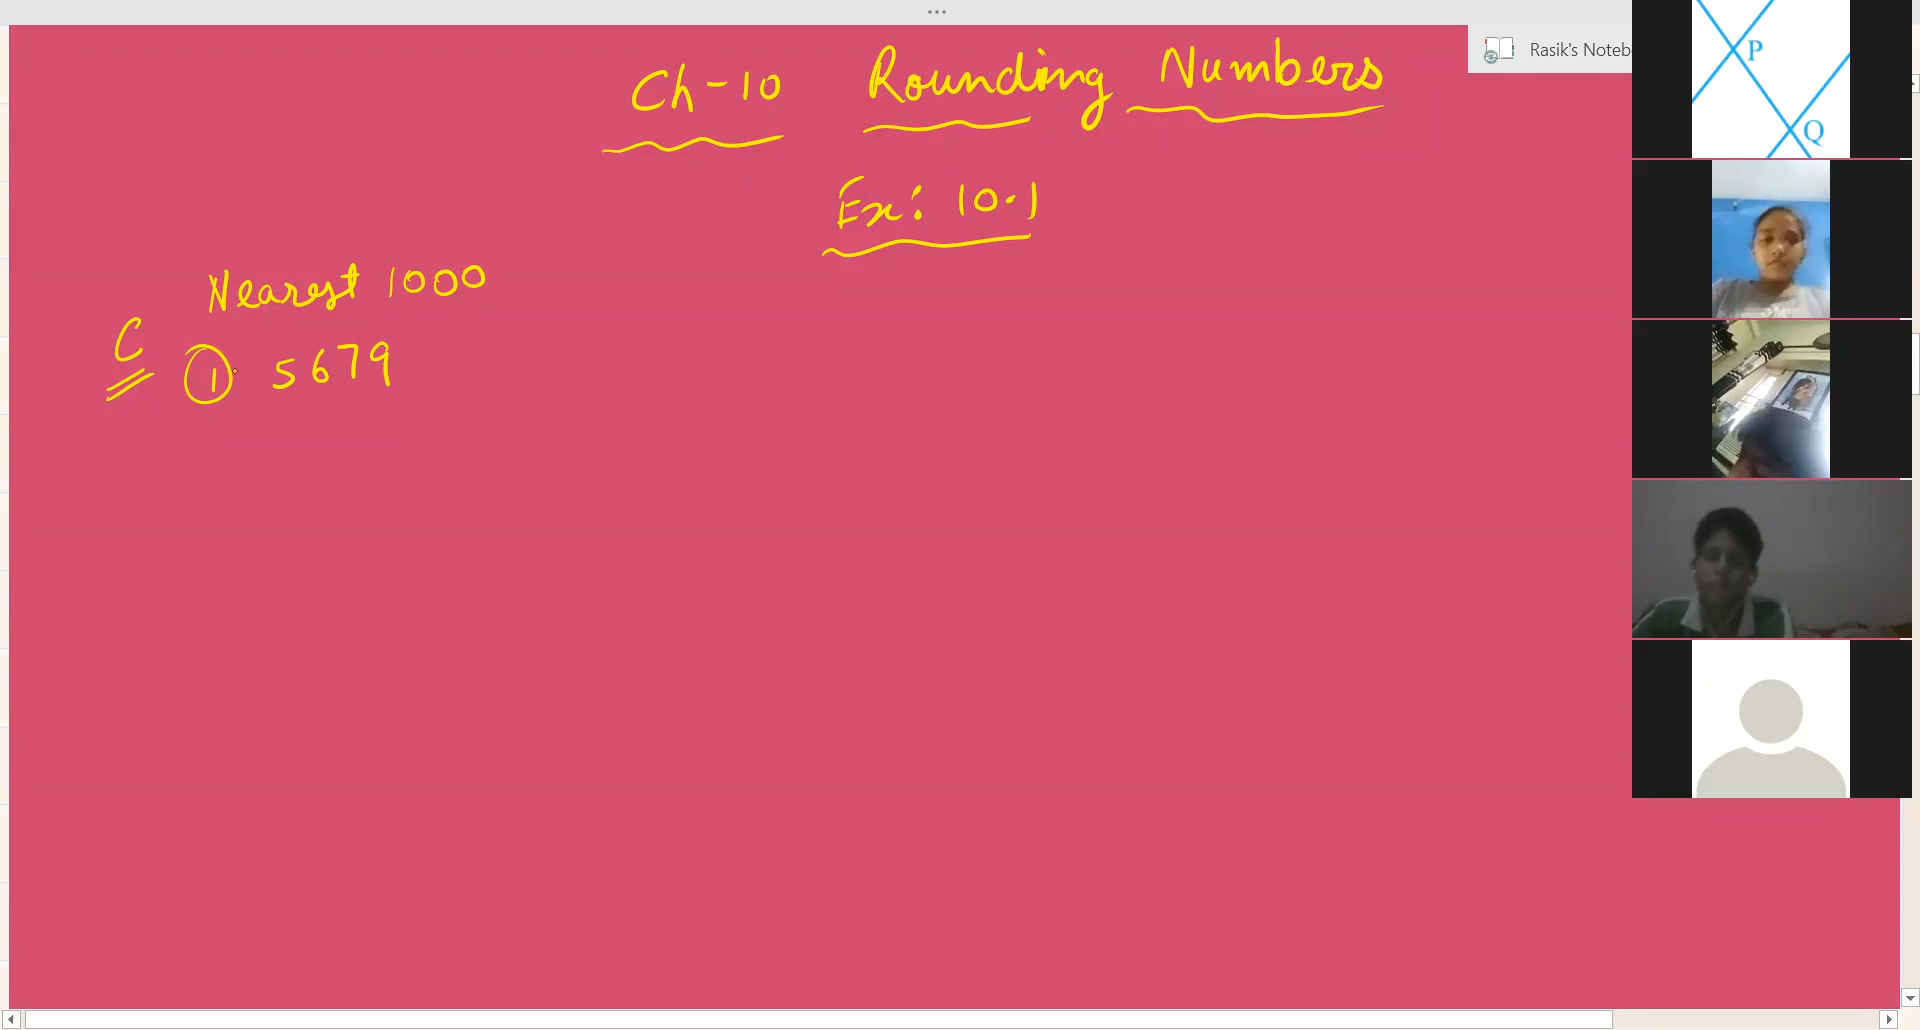 Ch-10 Rounding Numbers
Rasik's Noteb
P
Q
Ex: 10.1
Nearest 1000
C
① 5679